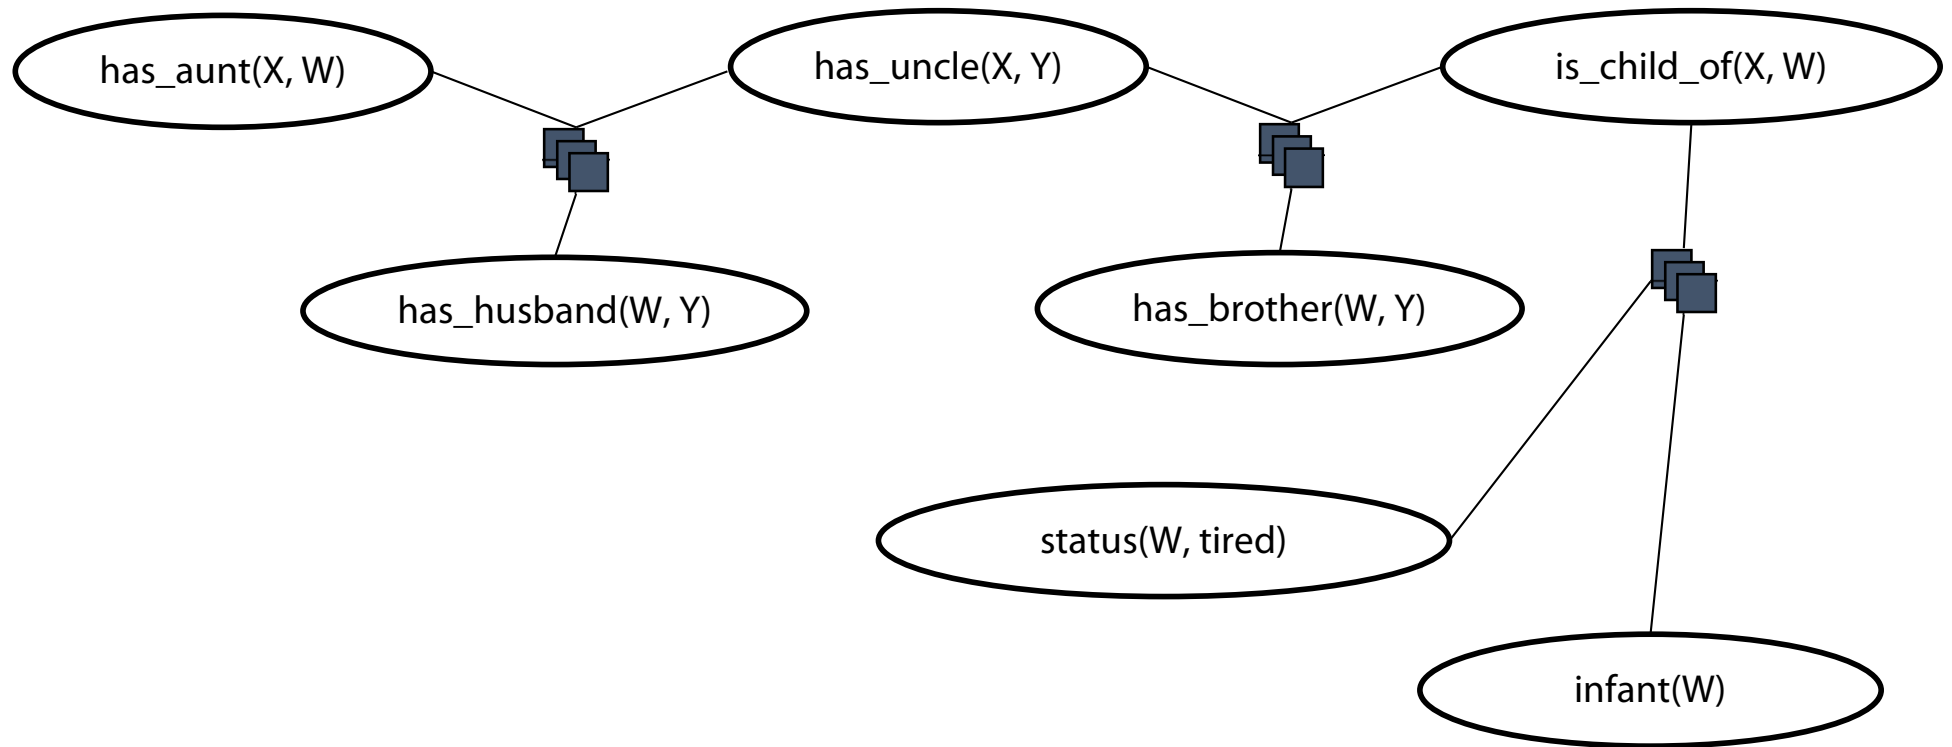 has_aunt(X, W)
has_uncle(X, Y)
is_child_of(X, W)
has_husband(W, Y)
has_brother(W, Y)
status(W, tired)
infant(W)